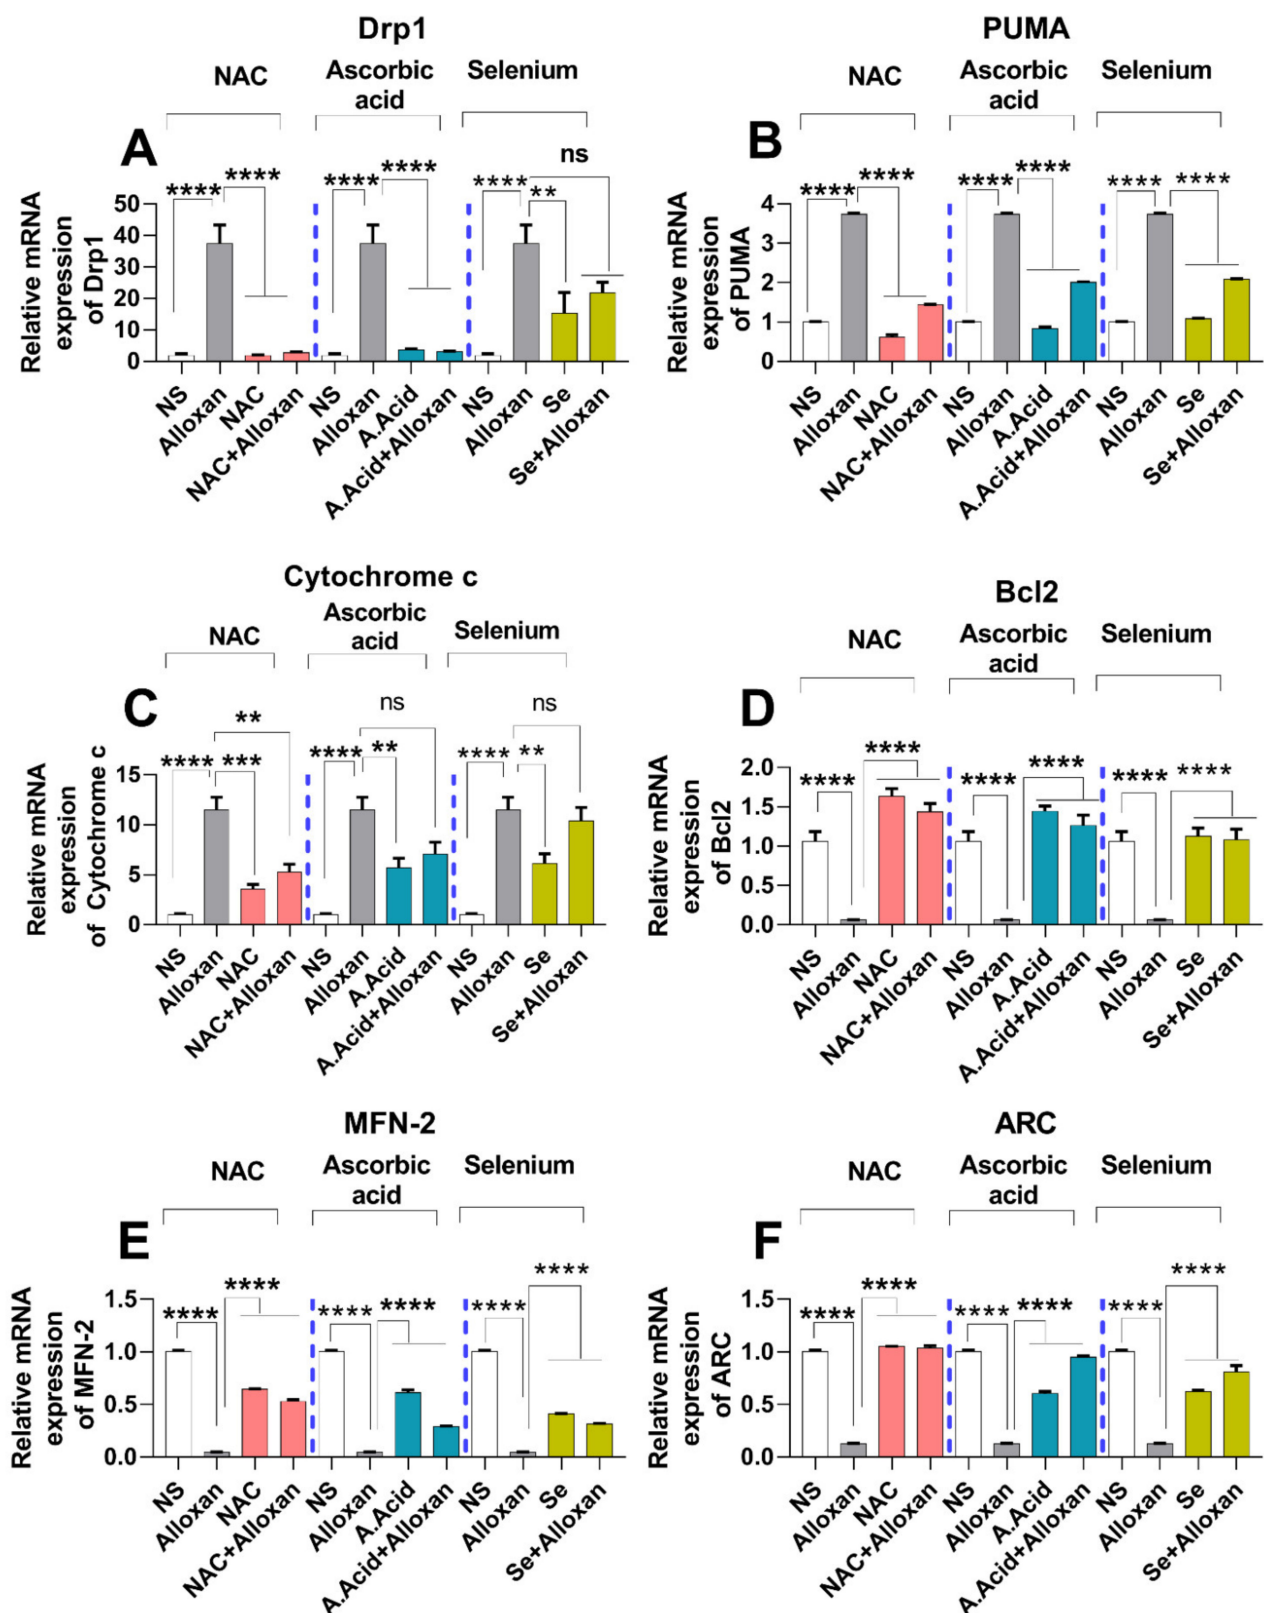 Drp1
NAC
Ascorbic
acid
Selenium
A
ns
**** **** **** **** **** **
Relative mRNA
expression
of Drp1
50
40
30
20
10
0
NS
Alloxan
NAC
NAC+Alloxan
NS
Alloxan
A.Acid
A.Acid+Alloxan
NS
Alloxan
Se
Se+Alloxan
PUMA
NAC
Ascorbic
acid
Selenium
B
**** **** **** **** **** ****
Relative mRNA
expression
of PUMA
4
3
2
1
0
NS
Alloxan
NAC
NAC+Alloxan
NS
Alloxan
A.Acid
A.Acid+Alloxan
NS
Alloxan
Se
Se+Alloxan
Cytochrome c
NAC
Ascorbic
acid
Selenium
C
** ns ns
**** *** **** ** **** **
Relative mRNA
expression
of Cytochrome c
15
10
5
0
NS
Alloxan
NAC
NAC+Alloxan
NS
Alloxan
A.Acid
A.Acid+Alloxan
NS
Alloxan
Se
Se+Alloxan
Bcl2
NAC
Ascorbic
acid
Selenium
D
**** **** **** **** **** ****
Relative mRNA
expression
of Bcl2
2.0
1.5
1.0
0.5
0.0
NS
Alloxan
NAC
NAC+Alloxan
NS
Alloxan
A.Acid
A.Acid+Alloxan
NS
Alloxan
Se
Se+Alloxan
MFN-2
NAC
Ascorbic
acid
Selenium
E
**** **** **** **** **** ****
Relative mRNA
expression
of MFN-2
1.5
1.0
0.5
0.0
NS
Alloxan
NAC
NAC+Alloxan
NS
Alloxan
A.Acid
A.Acid+Alloxan
NS
Alloxan
Se
Se+Alloxan
ARC
NAC
Ascorbic
acid
Selenium
F
**** **** **** **** **** ****
Relative mRNA
expression
of ARC
1.5
1.0
0.5
0.0
NS
Alloxan
NAC
NAC+Alloxan
NS
Alloxan
A.Acid
A.Acid+Alloxan
NS
Alloxan
Se
Se+Alloxan